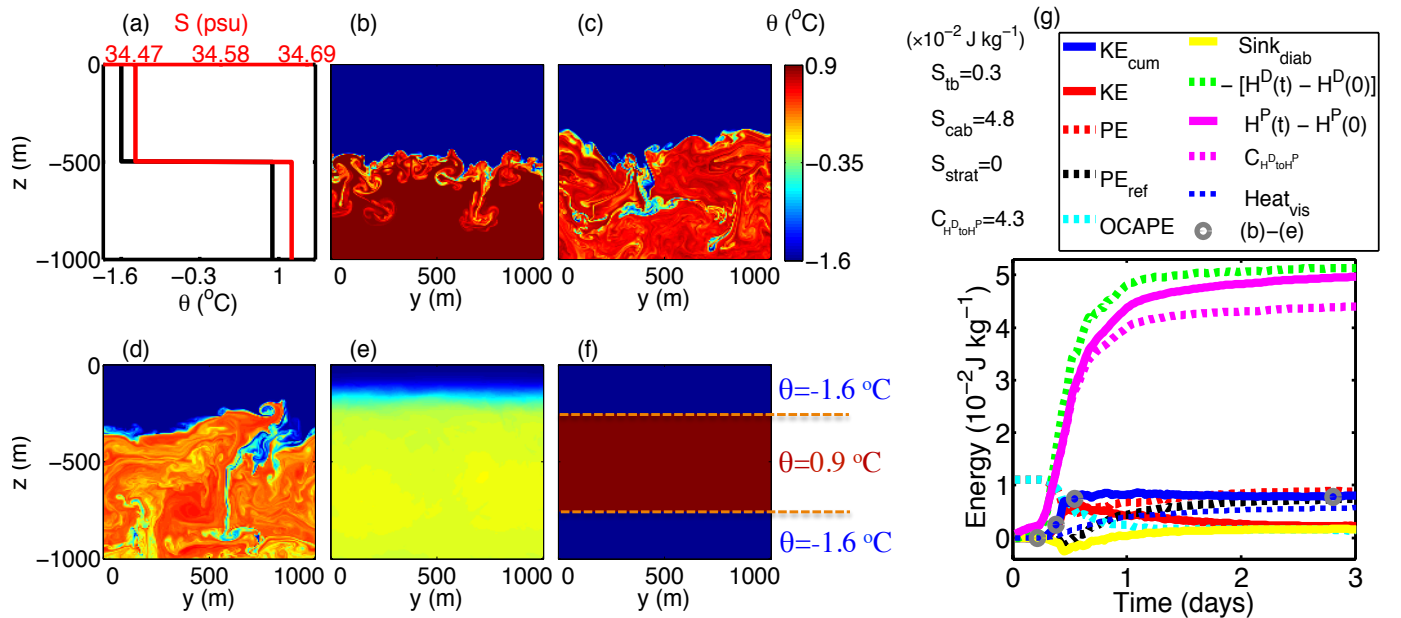 (a) S (psu)
34.47 34.58 34.69
0
−500
−1000
z (m)
−1.6 −0.3 1
θ (°C)
(b)
0 500 1000
y (m)
(c) θ (°C)
0 500 1000
y (m)
0.9
−0.35
−1.6
(d)
0
−500
−1000
z (m)
0 500 1000
y (m)
(e)
0 500 1000
y (m)
(f)
θ=-1.6 °C
θ=0.9 °C
θ=-1.6 °C
0 500 1000
y (m)
(×10⁻² J kg⁻¹)
S_tb=0.3
S_cab=4.8
S_strat=0
C_HDtoHP=4.3
(g)
KE_cum
KE
PE
PE_ref
OCAPE
Sink_diab
− [H^D(t) − H^D(0)]
H^P(t) − H^P(0)
C_HDtoHP
Heat_vis
(b)−(e)
Energy (10⁻² J kg⁻¹)
5
4
3
2
1
0
0 1 2 3
Time (days)